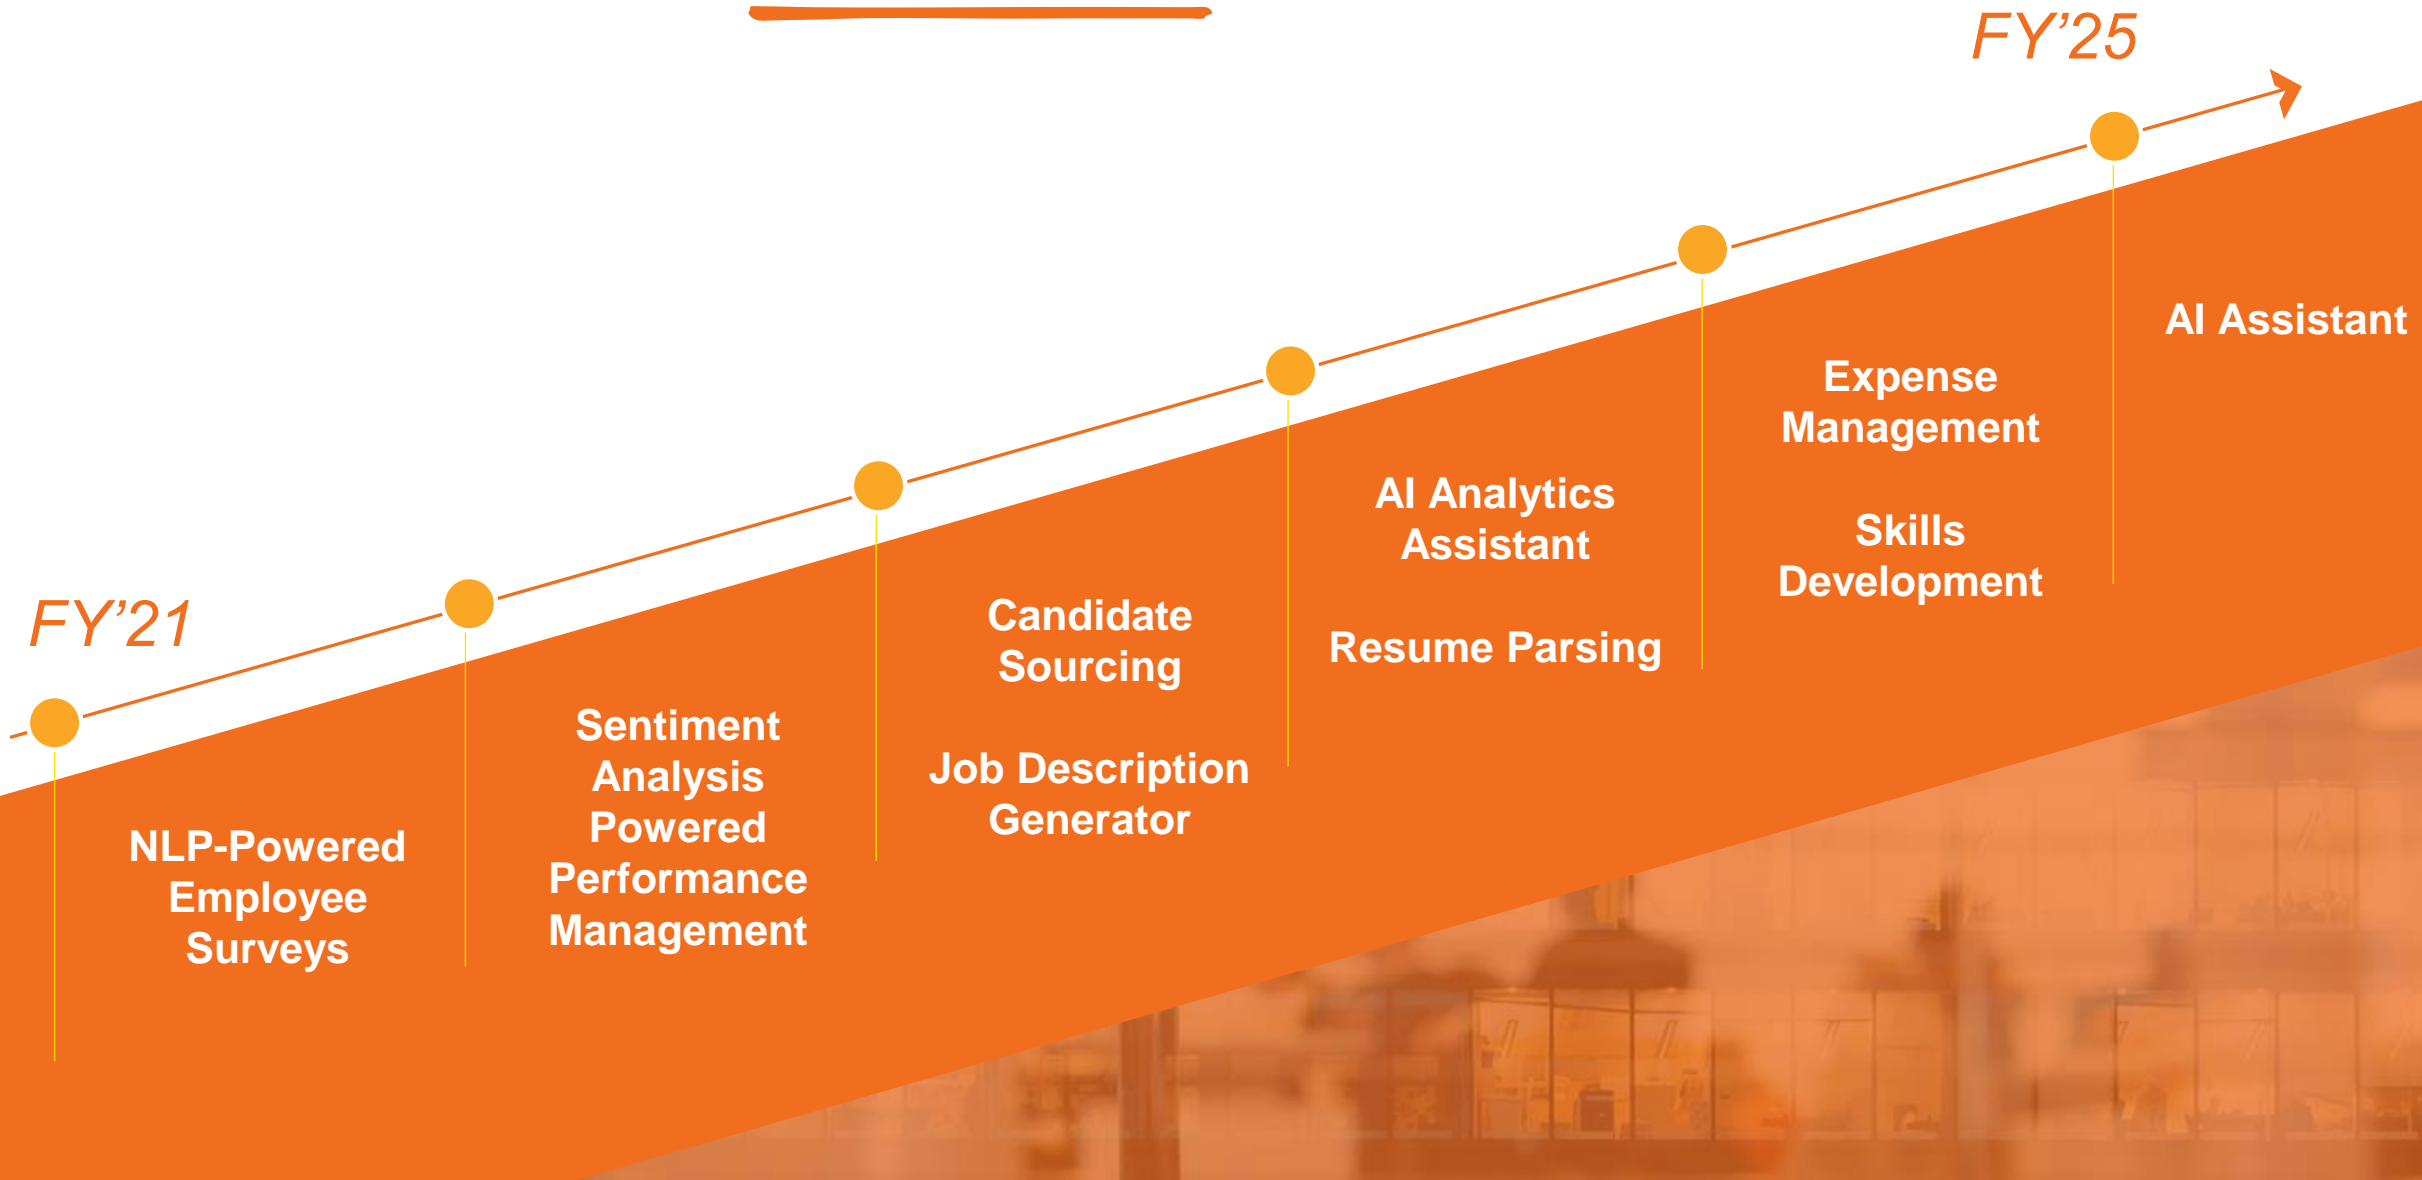 FY’21
NLP-Powered
Employee
Surveys
Sentiment
Analysis
Powered
Performance
Management
Candidate
Sourcing
Job Description
Generator
AI Analytics
Assistant
Resume Parsing
Expense
Management
Skills
Development
FY’25
AI Assistant